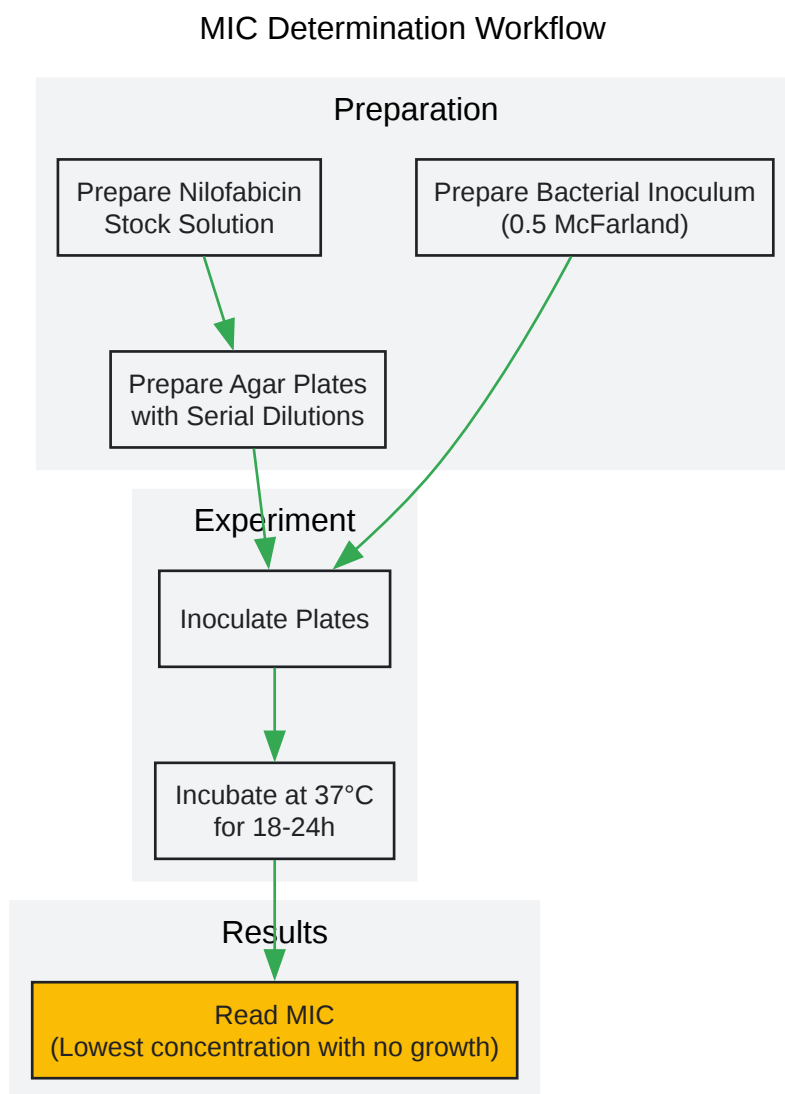 MIC Determination Workflow
Preparation
Prepare Nilofabicin
Stock Solution
Prepare Bacterial Inoculum
(0.5 McFarland)
Prepare Agar Plates
with Serial Dilutions
Experiment
Inoculate Plates
Incubate at 37°C
for 18-24h
Results
Read MIC
(Lowest concentration with no growth)